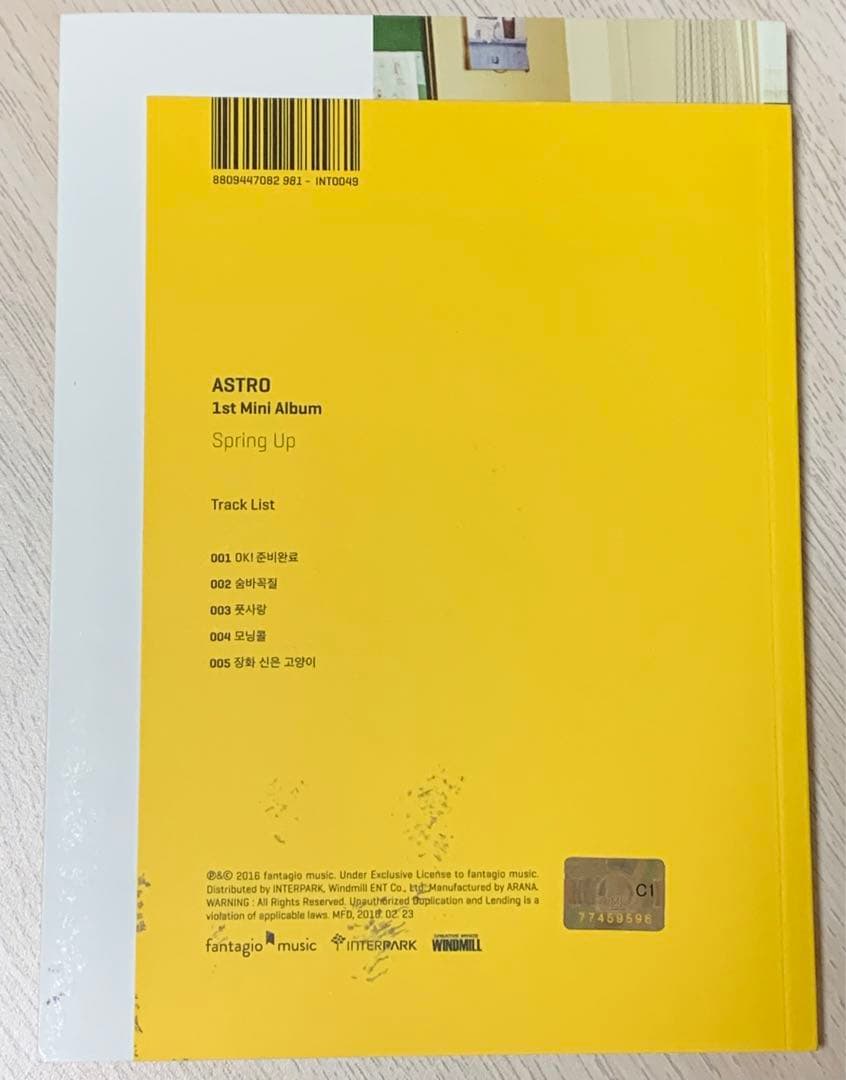 8809447082 981 - INT0049
ASTRO
1st Mini Album
Spring Up
Track List
001 OK! 준비완료
002 숨바꼭질
003 풋사랑
004 모닝콜
005 장화 신은 고양이
℗&© 2016 fantagio music. Under Exclusive License to fantagio music.
Distributed by INTERPARK, Windmill ENT Co., Ltd. Manufactured by ARANA.
WARNING : All Rights Reserved. Unauthorized Duplication and Lending is a
violation of applicable laws. MFD, 2016. 02. 23
fantagio music INTERPARK CREATIVE MINDS WINDMILL
C1
77459596